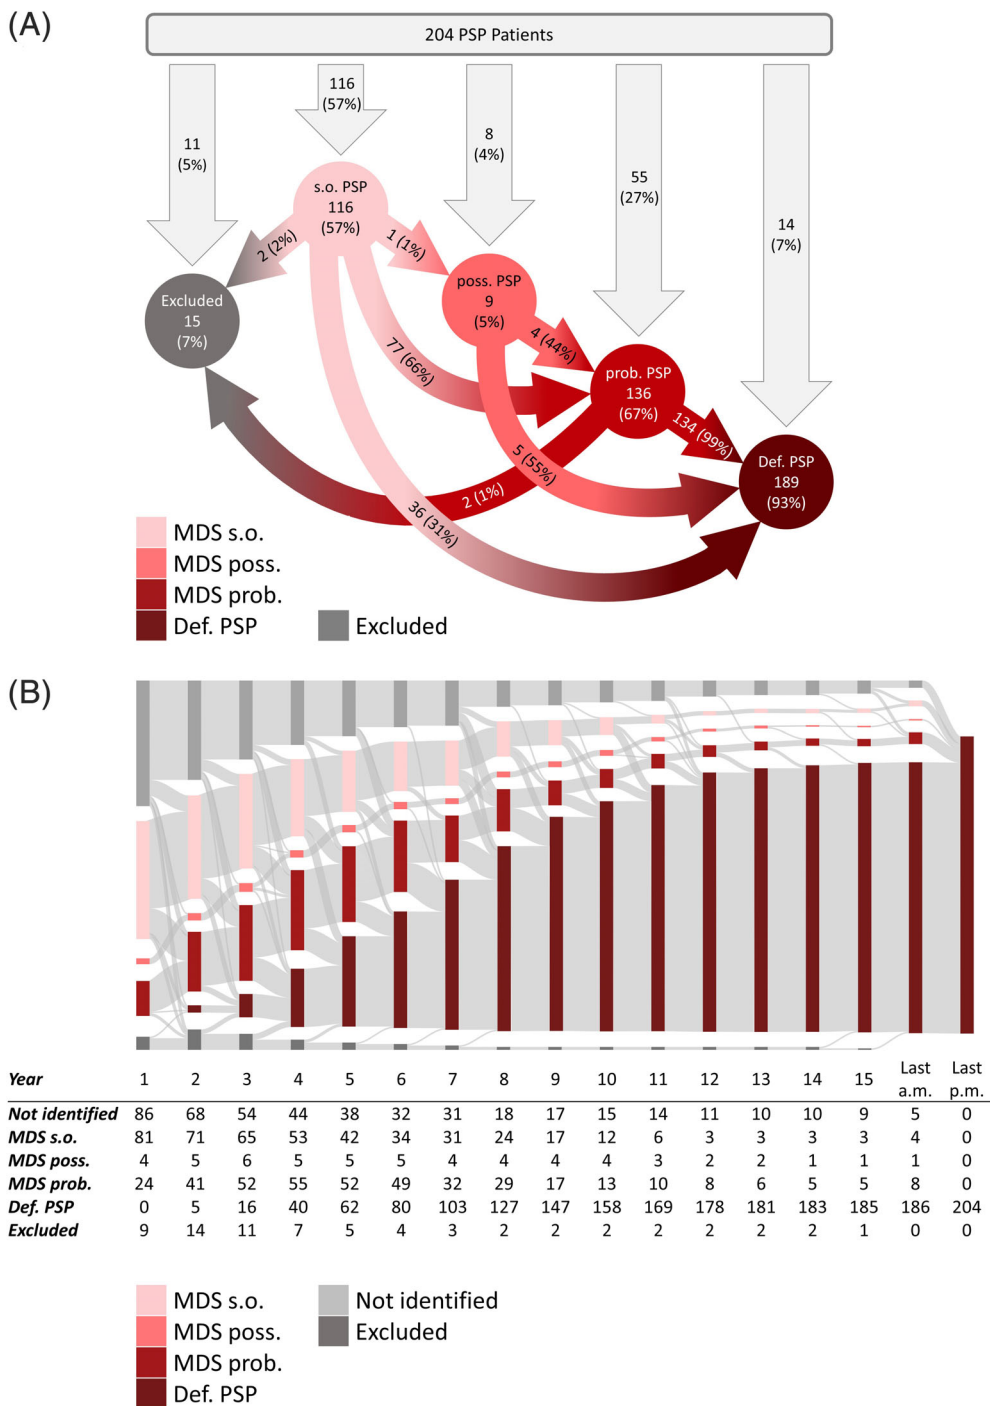 (A)
204 PSP Patients
11
(5%)
116
(57%)
8
(4%)
55
(27%)
14
(7%)
s.o. PSP
116
(57%)
2 (2%)
1 (1%)
Excluded
15
(7%)
poss. PSP
9
(5%)
77 (66%)
4 (44%)
prob. PSP
136
(67%)
134 (99%)
5 (55%)
2 (1%)
36 (31%)
Def. PSP
189
(93%)
MDS s.o.
MDS poss.
MDS prob.
Def. PSP
Excluded
(B)
Year 1 2 3 4 5 6 7 8 9 10 11 12 13 14 15 Last a.m. Last p.m.
Not identified 86 68 54 44 38 32 31 18 17 15 14 11 10 10 9 5 0
MDS s.o. 81 71 65 53 42 34 31 24 17 12 6 3 3 3 3 4 0
MDS poss. 4 5 6 5 5 5 4 4 4 4 3 2 2 1 1 1 0
MDS prob. 24 41 52 55 52 49 32 29 17 13 10 8 6 5 5 8 0
Def. PSP 0 5 16 40 62 80 103 127 147 158 169 178 181 183 185 186 204
Excluded 9 14 11 7 5 4 3 2 2 2 2 2 2 2 1 0 0
MDS s.o.
MDS poss.
MDS prob.
Def. PSP
Not identified
Excluded